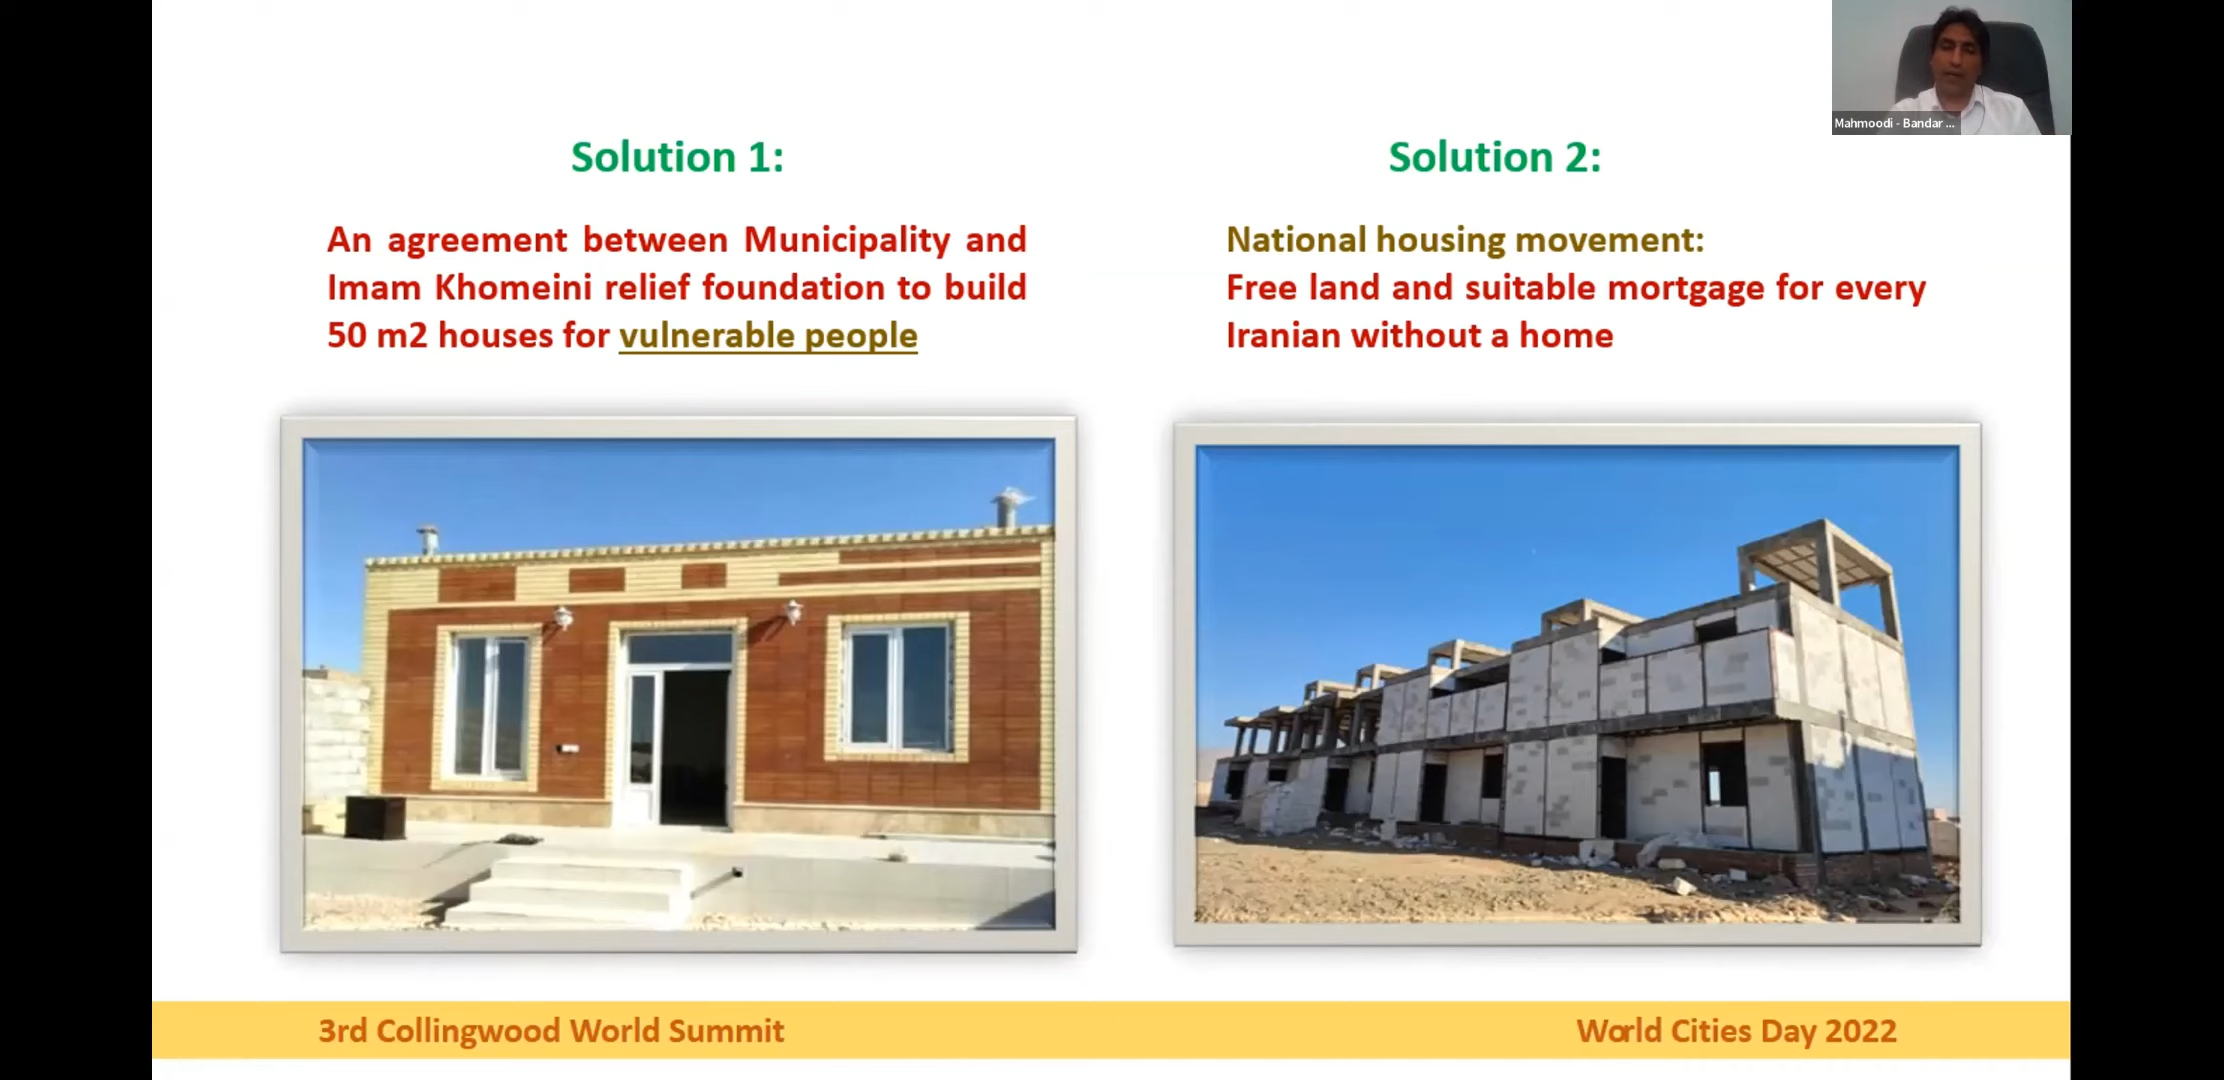 Mahmoodi - Bandar ...
Solution 1:
An agreement between Municipality and
Imam Khomeini relief foundation to build
50 m2 houses for vulnerable people
Solution 2:
National housing movement:
Free land and suitable mortgage for every
Iranian without a home
3rd Collingwood World Summit
World Cities Day 2022